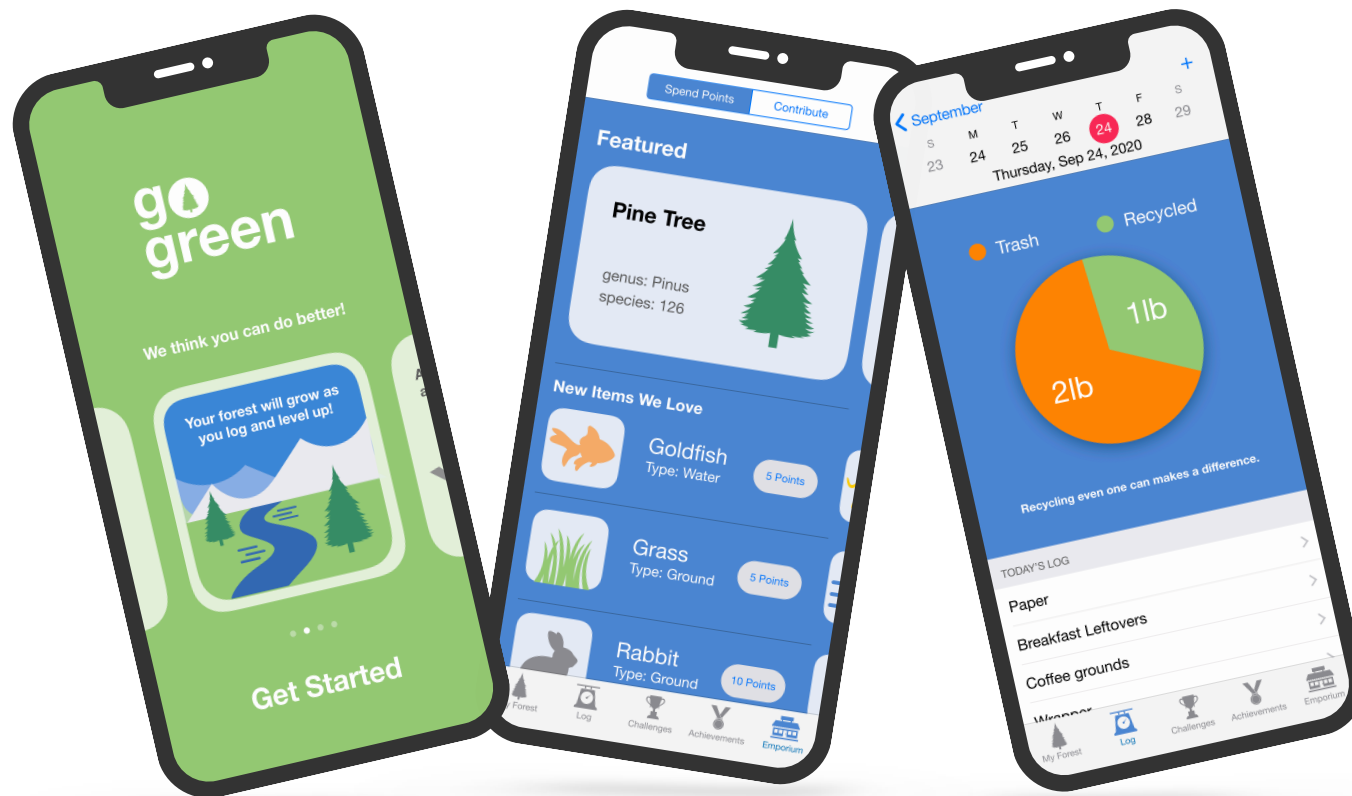 go
green
We think you can do better!
Your forest will grow as
you log and level up!
Get Started
Spend Points
Contribute
Featured
Pine Tree
genus: Pinus
species: 126
New Items We Love
Goldfish
Type: Water
5 Points
Grass
Type: Ground
5 Points
Rabbit
Type: Ground
10 Points
y Forest
Log
Challenges
Achievements
Emporium
September
+
S M T W T F S
23 24 25 26 24 28 29
Thursday, Sep 24, 2020
Trash
Recycled
1lb
2lb
Recycling even one can makes a difference.
TODAY'S LOG
Paper
Breakfast Leftovers
Coffee grounds
Wrapper
My Forest
Log
Challenges
Achievements
Emporium